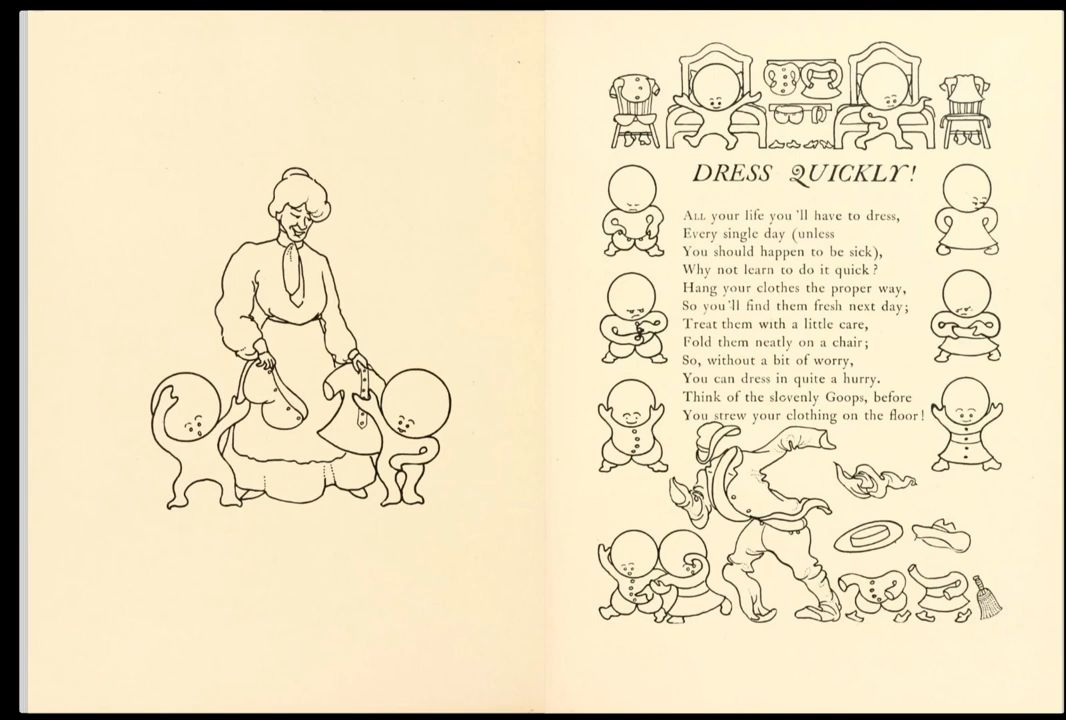 DRESS QUICKLY!
ALL your life you 'll have to dress,
Every single day (unless
You should happen to be sick),
Why not learn to do it quick?
Hang your clothes the proper way,
So you'll find them fresh next day;
Treat them with a little care,
Fold them neatly on a chair;
So, without a bit of worry,
You can dress in quite a hurry.
Think of the slovenly Goops, before
You strew your clothing on the floor!